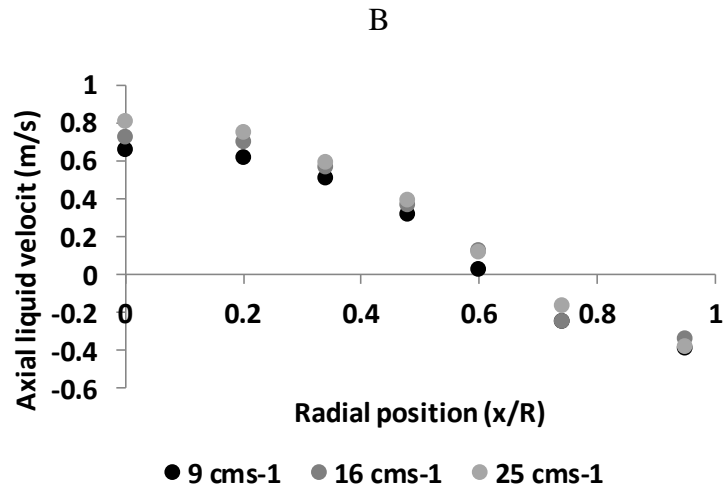 B
1
0.8
0.6
0.4
0.2
0
-0.2
-0.4
-0.6
0 0.2 0.4 0.6 0.8 1
Axial liquid velocit (m/s)
Radial position (x/R)
9 cms-1 16 cms-1 25 cms-1